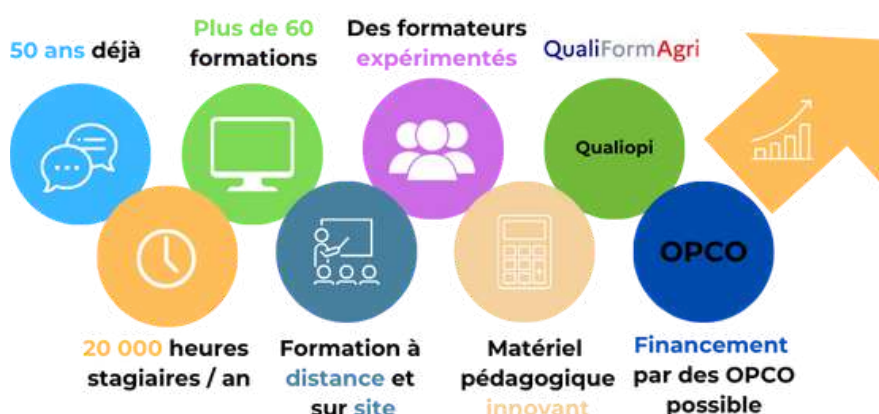 50 ans déjà
Plus de 60
formations
Des formateurs
expérimentés
QualiFormAgri
Qualiopi
OPCO
20 000 heures
stagiaires / an
Formation à
distance et
sur site
Matériel
pédagogique
innovant
Financement
par des OPCO
possible